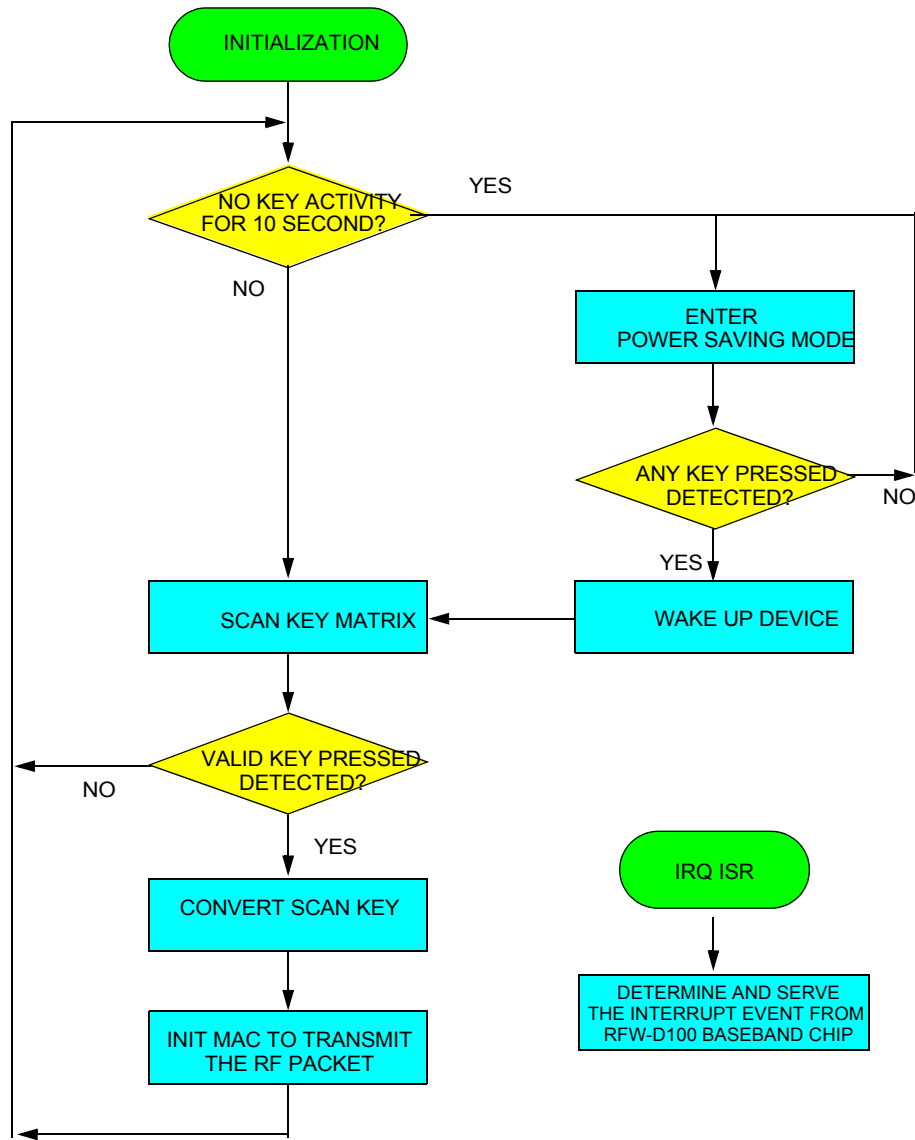 INITIALIZATION
NO KEY ACTIVITY
FOR 10 SECOND?
YES
NO
ENTER
POWER SAVING MODE
ANY KEY PRESSED
DETECTED?
NO
YES
SCAN KEY MATRIX
WAKE UP DEVICE
VALID KEY PRESSED
DETECTED?
NO
YES
CONVERT SCAN KEY
INIT MAC TO TRANSMIT
THE RF PACKET
IRQ ISR
DETERMINE AND SERVE
THE INTERRUPT EVENT FROM
RFW-D100 BASEBAND CHIP